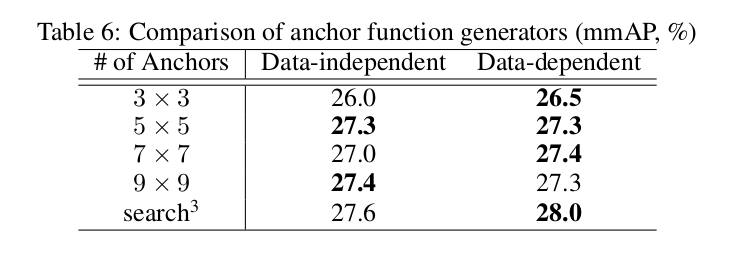 Table 6: Comparison of anchor function generators (mmAP, %)
# of Anchors Data-independent Data-dependent
3 × 3 26.0 26.5
5 × 5 27.3 27.3
7 × 7 27.0 27.4
9 × 9 27.4 27.3
search³ 27.6 28.0